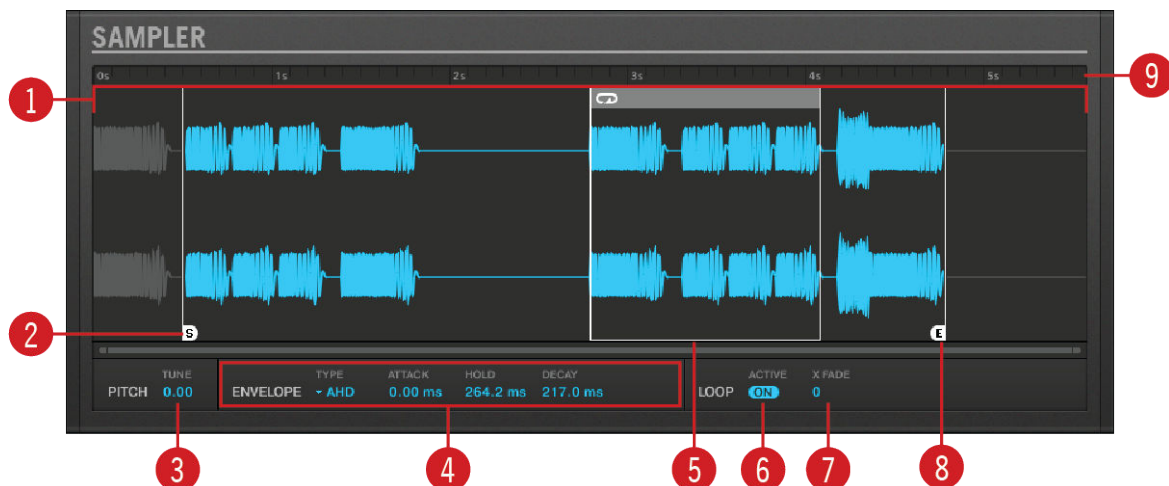 SAMPLER
0s 1s 2s 3s 4s 5s
9
1
S E
2
TUNE TYPE ATTACK HOLD DECAY ACTIVE X FADE
PITCH 0.00 ENVELOPE AHD 0.00 ms 264.2 ms 217.0 ms LOOP ON 0
3 4 5 6 7 8